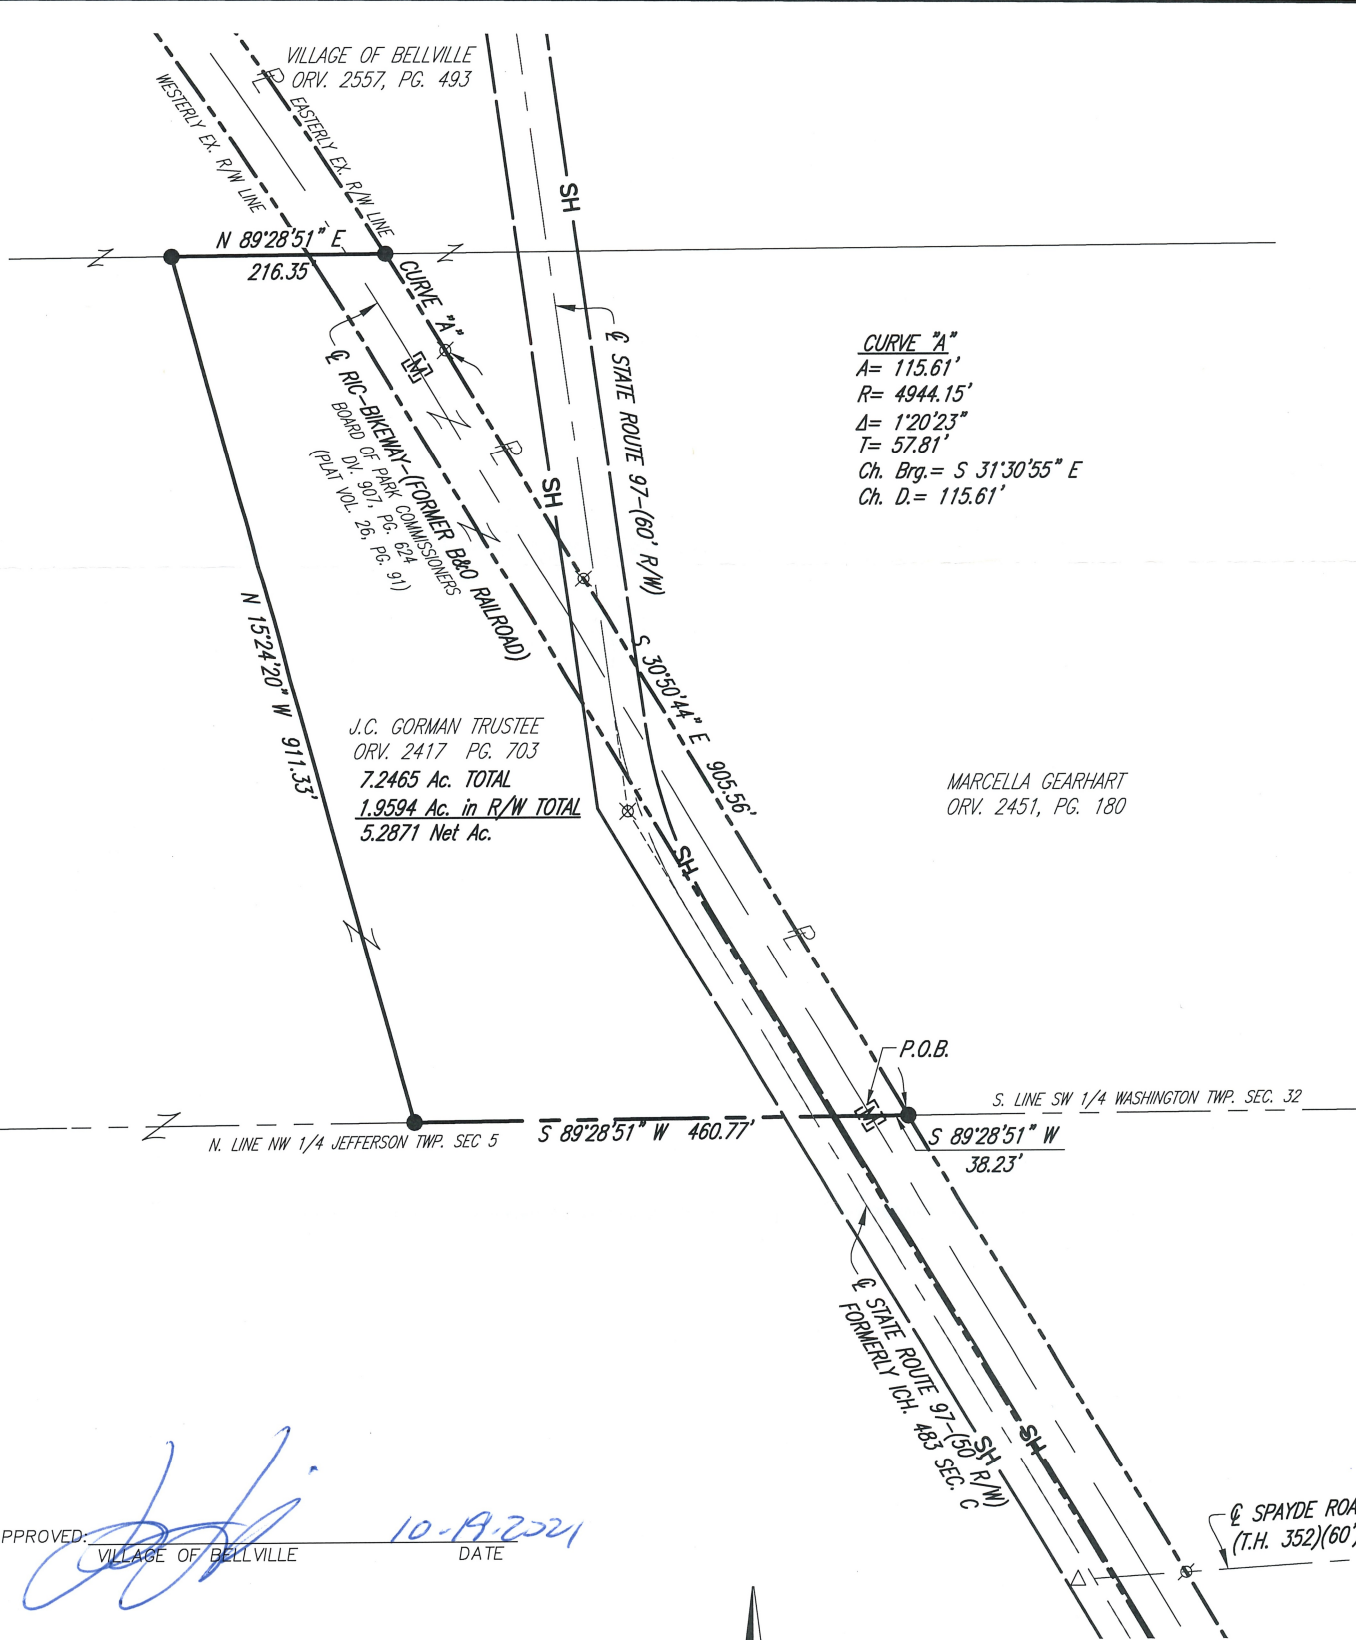 VILLAGE OF BELLVILLE
ORV. 2557, PG. 493
WESTERLY EX. R/W LINE
EASTERLY EX. R/W LINE
PL
SH
N 89°28'51" E
216.35'
CURVE "A"
℄ STATE ROUTE 97-(60' R/W)
CURVE "A"
A= 115.61'
R= 4944.15'
Δ= 1°20'23"
T= 57.81'
Ch. Brg.= S 31°30'55" E
Ch. D.= 115.61'
M
PL
SH
℄ RIC-BIKEWAY-(FORMER B&O RAILROAD)
BOARD OF PARK COMMISSIONERS
DV. 907, PG. 624
(PLAT VOL. 26, PG. 91)
N 15°24'20" W 911.33'
S 30°50'44" E 905.56'
J.C. GORMAN TRUSTEE
ORV. 2417 PG. 703
7.2465 Ac. TOTAL
1.9594 Ac. in R/W TOTAL
5.2871 Net Ac.
MARCELLA GEARHART
ORV. 2451, PG. 180
SH
PL
P.O.B.
M
S. LINE SW 1/4 WASHINGTON TWP. SEC. 32
N. LINE NW 1/4 JEFFERSON TWP. SEC 5
S 89°28'51" W 460.77'
S 89°28'51" W
38.23'
℄ STATE ROUTE 97-(50' R/W)
FORMERLY ICH. 483 SEC. C
SH
SH
℄ SPAYDE ROA
(T.H. 352)(60'
PPROVED:
10-19-2021
VILLAGE OF BELLVILLE
DATE